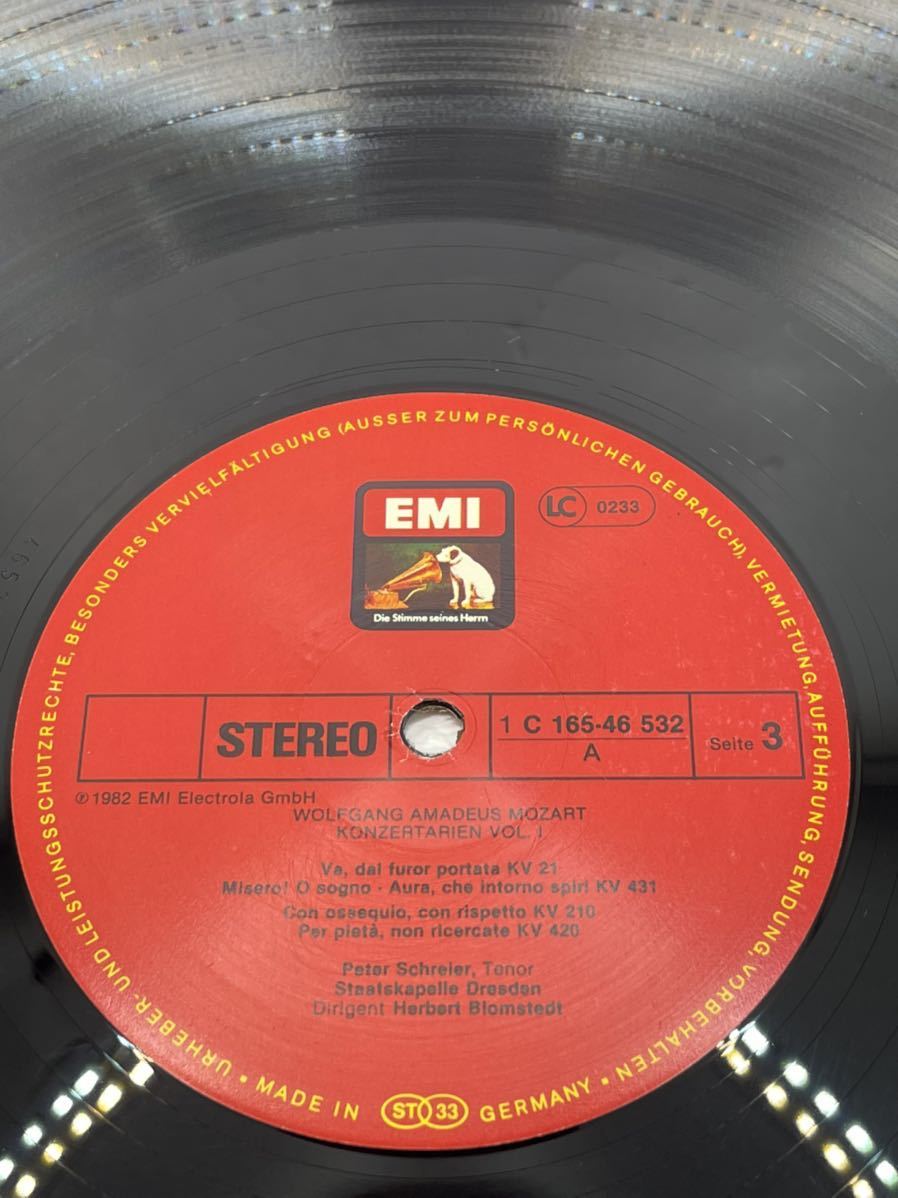 URHEBER- UND LEISTUNGSSCHUTZRECHTE, BESONDERS VERVIELFÄLTIGUNG (AUSSER ZUM PERSÖNLICHEN GEBRAUCH), VERMIETUNG, AUFFÜHRUNG, SENDUNG, VORBEHALTEN •
EMI
LC 0233
Die Stimme seines Herrn
STEREO
1 C 165-46 532
A
Seite 3
℗ 1982 EMI Electrola GmbH
WOLFGANG AMADEUS MOZART
KONZERTARIEN VOL. I
Va, dal furor portata KV 21
Misero! O sogno - Aura, che intorno spiri KV 431
Con ossequio, con rispetto KV 210
Per pietà, non ricercate KV 420
Peter Schreier, Tenor
Staatskapelle Dresden
Dirigent Herbert Blomstedt
• MADE IN ST 33 GERMANY •